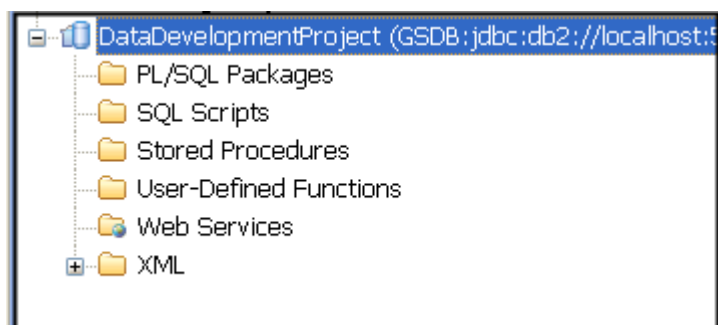 DataDevelopmentProject (GSDB:jdbc:db2://localhost:
PL/SQL Packages
SQL Scripts
Stored Procedures
User-Defined Functions
Web Services
XML